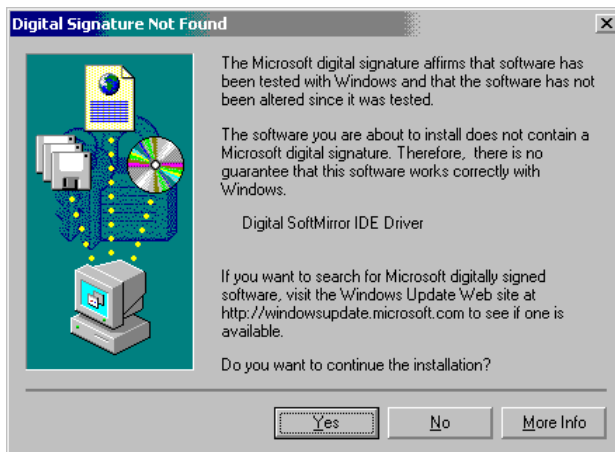 Digital Signature Not Found
The Microsoft digital signature affirms that software has
been tested with Windows and that the software has not
been altered since it was tested.
The software you are about to install does not contain a
Microsoft digital signature. Therefore, there is no
guarantee that this software works correctly with
Windows.
Digital SoftMirror IDE Driver
If you want to search for Microsoft digitally signed
software, visit the Windows Update Web site at
http://windowsupdate.microsoft.com to see if one is
available.
Do you want to continue the installation?
Yes No More Info